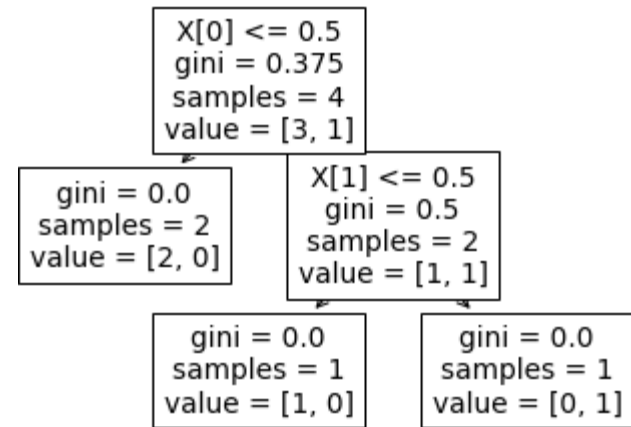 X[0] <= 0.5
gini = 0.375
samples = 4
value = [3, 1]
gini = 0.0
samples = 2
value = [2, 0]
X[1] <= 0.5
gini = 0.5
samples = 2
value = [1, 1]
gini = 0.0
samples = 1
value = [1, 0]
gini = 0.0
samples = 1
value = [0, 1]